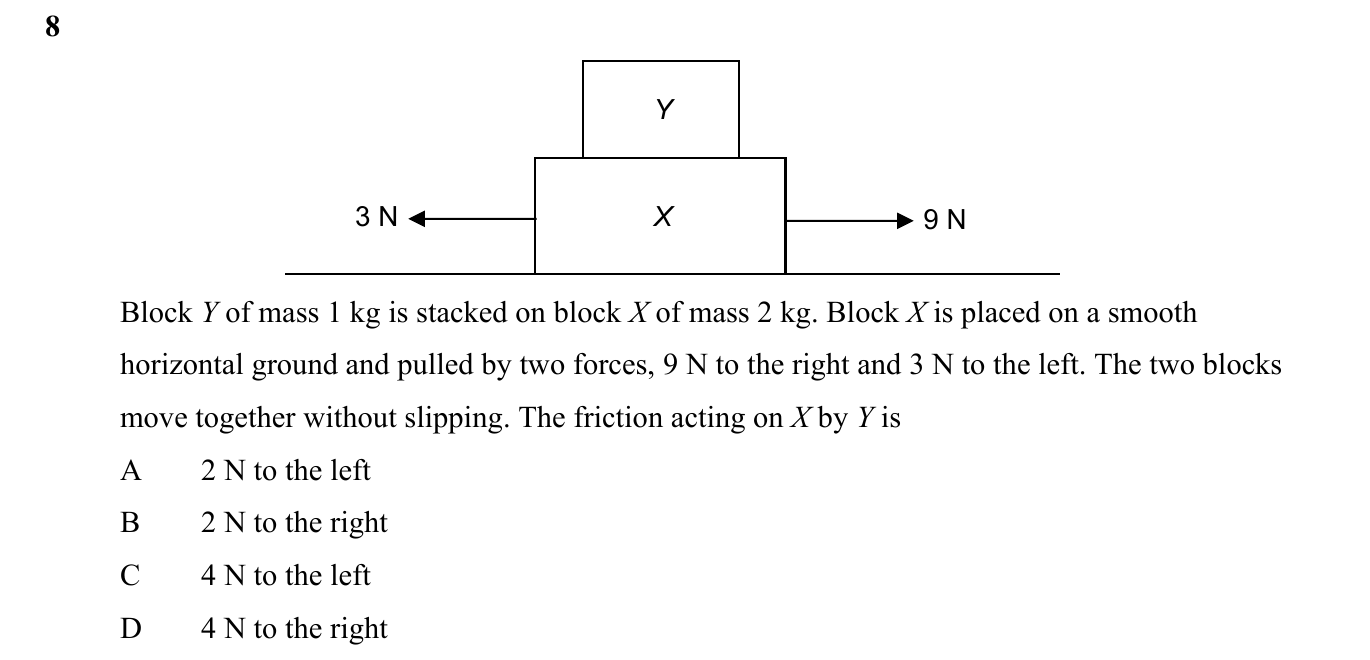 8
Y
3 N X 9 N
Block Y of mass 1 kg is stacked on block X of mass 2 kg. Block X is placed on a smooth
horizontal ground and pulled by two forces, 9 N to the right and 3 N to the left. The two blocks
move together without slipping. The friction acting on X by Y is
A 2 N to the left
B 2 N to the right
C 4 N to the left
D 4 N to the right